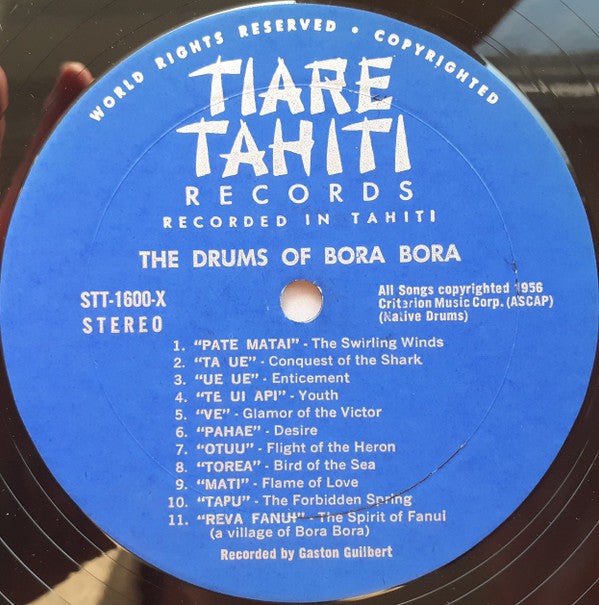 WORLD RIGHTS RESERVED • COPYRIGHTED
TIARE
TAHITI
RECORDS
RECORDED IN TAHITI
THE DRUMS OF BORA BORA
STT-1600-X
STEREO
All Songs copyrighted 1956
Criterion Music Corp. (ASCAP)
(Native Drums)
1. "PATE MATAI" - The Swirling Winds
2. "TA UE" - Conquest of the Shark
3. "UE UE" - Enticement
4. "TE UI API" - Youth
5. "VE" - Glamor of the Victor
6. "PAHAE" - Desire
7. "OTUU" - Flight of the Heron
8. "TOREA" - Bird of the Sea
9. "MATI" - Flame of Love
10. "TAPU" - The Forbidden Spring
11. "REVA FANUI" - The Spirit of Fanui
(a village of Bora Bora)
Recorded by Gaston Guilbert